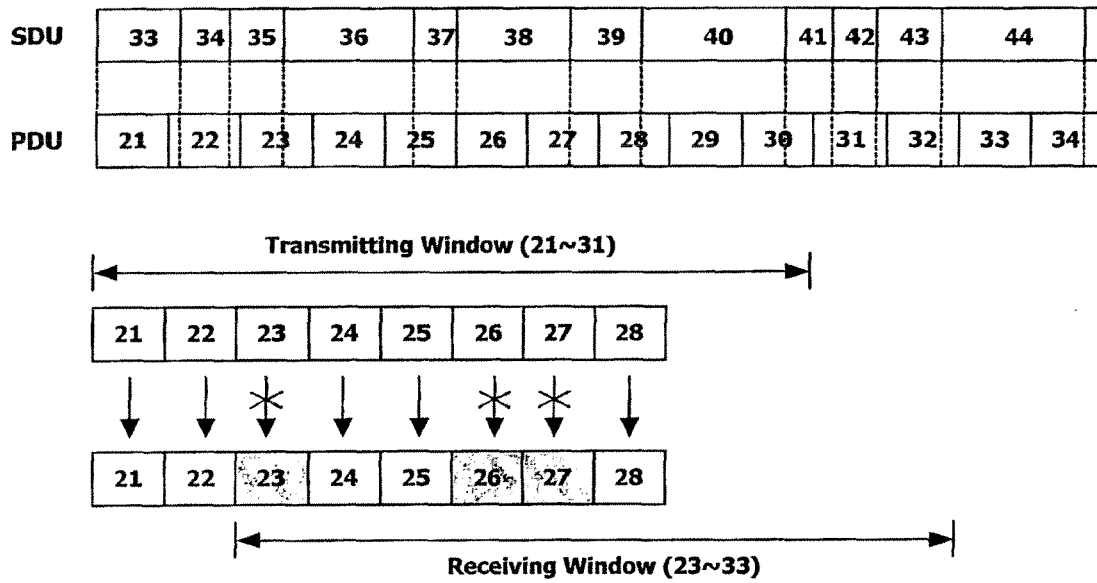 SDU 33 34 35 36 37 38 39 40 41 42 43 44
PDU 21 22 23 24 25 26 27 28 29 30 31 32 33 34
Transmitting Window (21~31)
21 22 23 24 25 26 27 28
21 22 23 24 25 26 27 28
Receiving Window (23~33)